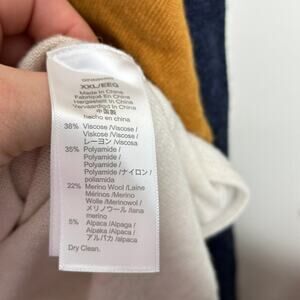 XXL/EEG
Made In China
Fabriqué En Chine
Hergestellt In China
Vervaardigd In China
中国製
hecho en china
38% Viscose /Viscose /
Viskose /Viscose /
レーヨン /viscosa
35% Polyamide /
Polyamide /
Polyamid /
Polyamide /ナイロン /
poliamida
22% Merino Wool /Laine
Mérinos /Merino
Wolle /Merinowol /
メリノウール /lana
merino
5% Alpaca /Alpaga /
Alpaka /Alpaca /
アルパカ /alpaca
Dry Clean.